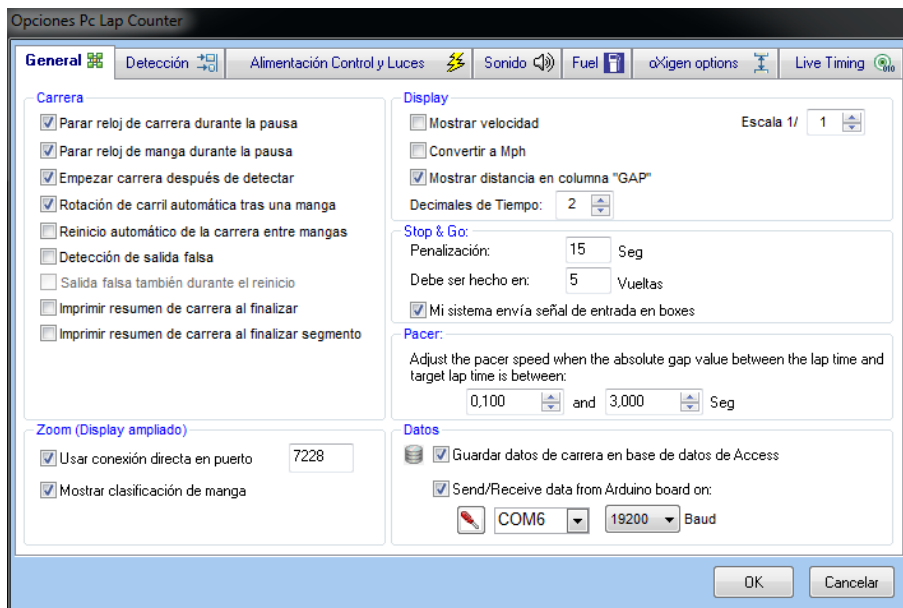 Opciones Pc Lap Counter
General
Detección
Alimentación Control y Luces
Sonido
Fuel
oXigen options
Live Timing
Carrera
Parar reloj de carrera durante la pausa
Parar reloj de manga durante la pausa
Empezar carrera después de detectar
Rotación de carril automática tras una manga
Reinicio automático de la carrera entre mangas
Detección de salida falsa
Salida falsa también durante el reinicio
Imprimir resumen de carrera al finalizar
Imprimir resumen de carrera al finalizar segmento
Display
Mostrar velocidad
Escala 1/ 1
Convertir a Mph
Mostrar distancia en columna "GAP"
Decimales de Tiempo: 2
Stop & Go:
Penalización: 15 Seg
Debe ser hecho en: 5 Vueltas
Mi sistema envía señal de entrada en boxes
Pacer:
Adjust the pacer speed when the absolute gap value between the lap time and
target lap time is between:
0,100 and 3,000 Seg
Zoom (Display ampliado)
Usar conexión directa en puerto 7228
Mostrar clasificación de manga
Datos
Guardar datos de carrera en base de datos de Access
Send/Receive data from Arduino board on:
COM6 19200 Baud
OK Cancelar